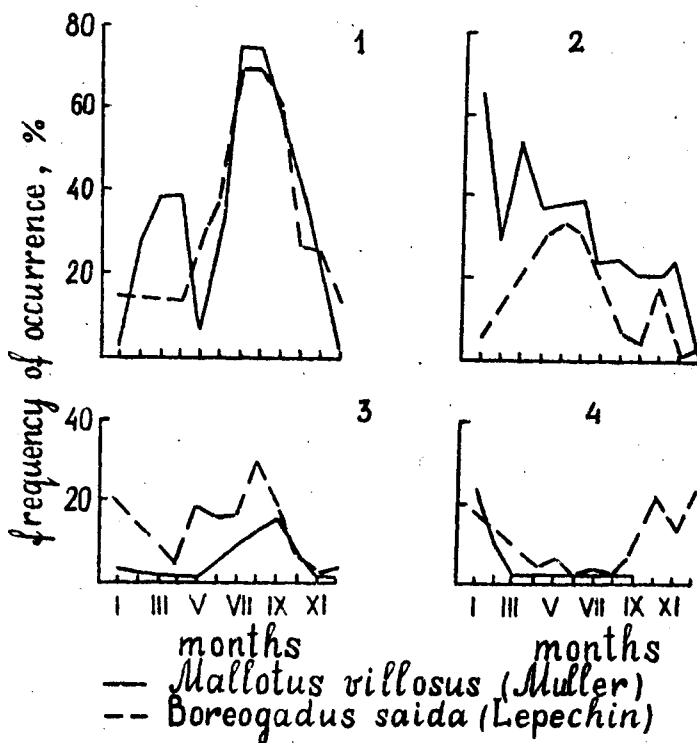 80
60
40
20
1
2
40
20
3
4
frequency of occurrence, %
I III V VII IX XI
I III V VII IX XI
months months
— Mallotus villosus (Muller)
-- Boreogadus saida (Lepechin)